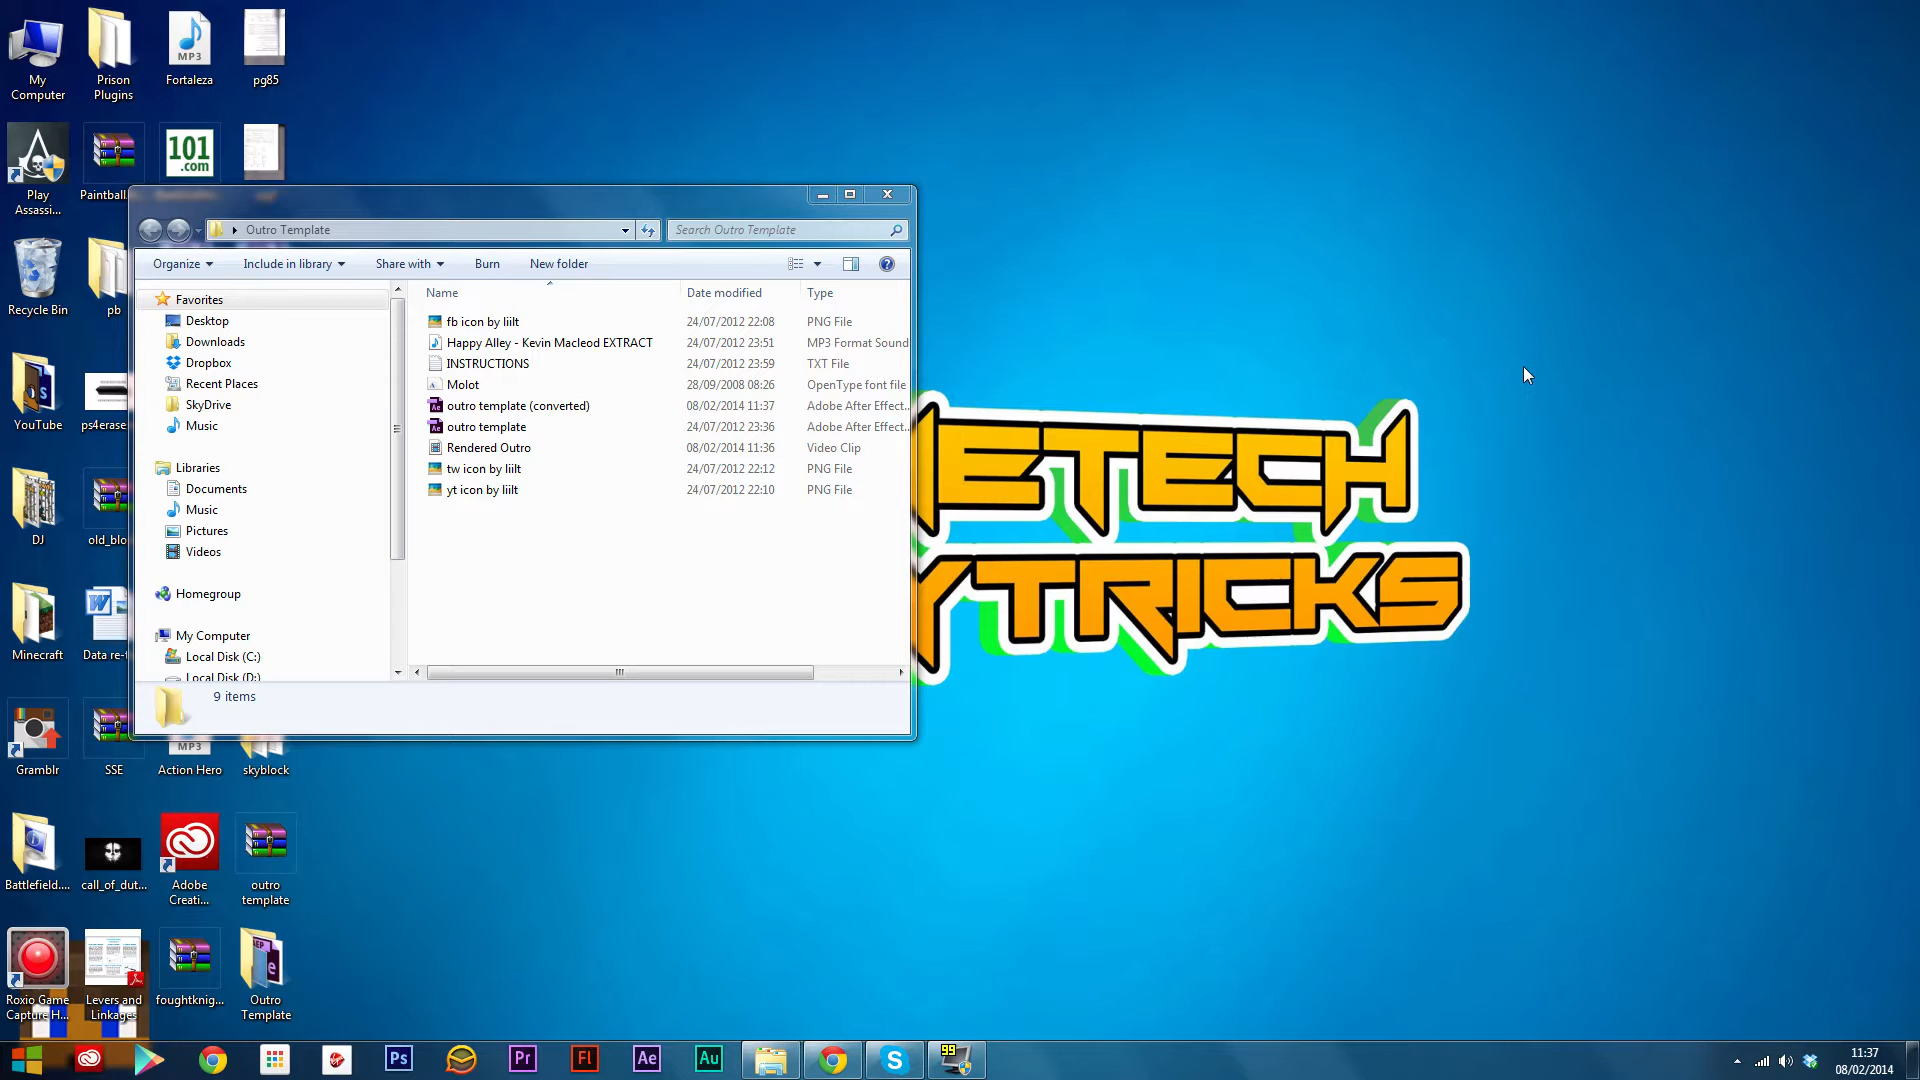 My
Computer
Prison
Plugins
MP3
Fortaleza
pg85
Play
Assassi...
Paintball
101
.com
Recycle Bin
pb
YouTube
ps4erase
DJ
old_blo
Minecraft
Data re-f
Gramblr
SSE
MP3
Action Hero
skyblock
Battlefield....
call_of_dut...
Adobe
Creati...
outro
template
Roxio Game
Capture H...
Levers and
Linkages
foughtknig...
Outro
Template
Outro Template
Search Outro Template
Organize
Include in library
Share with
Burn
New folder
Favorites
Desktop
Downloads
Dropbox
Recent Places
SkyDrive
Music
Libraries
Documents
Music
Pictures
Videos
Homegroup
My Computer
Local Disk (C:)
Local Disk (D:)
Name Date modified Type
fb icon by liilt 24/07/2012 22:08 PNG File
Happy Alley - Kevin Macleod EXTRACT 24/07/2012 23:51 MP3 Format Sound
INSTRUCTIONS 24/07/2012 23:59 TXT File
Molot 28/09/2008 08:26 OpenType font file
outro template (converted) 08/02/2014 11:37 Adobe After Effect...
outro template 24/07/2012 23:36 Adobe After Effect...
Rendered Outro 08/02/2014 11:36 Video Clip
tw icon by liilt 24/07/2012 22:12 PNG File
yt icon by liilt 24/07/2012 22:10 PNG File
9 items
ETECH
YTRICKS
Ps
Pr
Fl
Ae
Au
99
11:37
08/02/2014